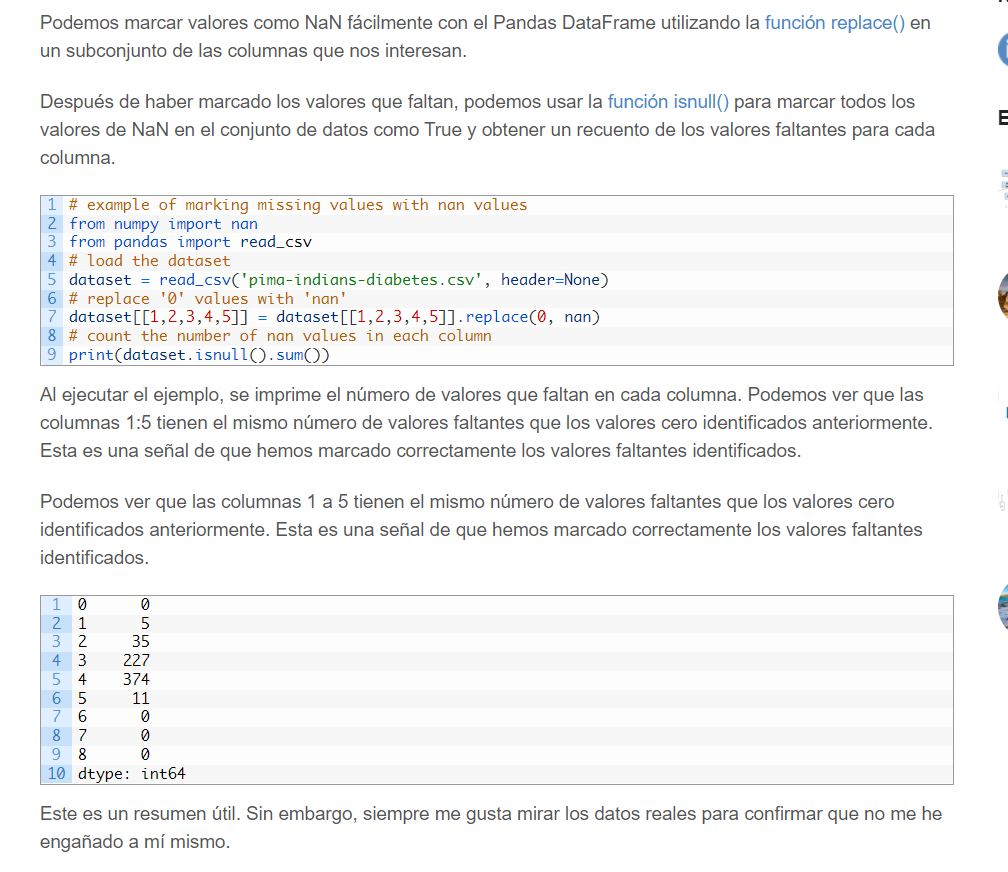 Podemos marcar valores como NaN fácilmente con el Pandas DataFrame utilizando la función replace() en
un subconjunto de las columnas que nos interesan.
Después de haber marcado los valores que faltan, podemos usar la función isnull() para marcar todos los
valores de NaN en el conjunto de datos como True y obtener un recuento de los valores faltantes para cada
columna.
1 # example of marking missing values with nan values
2 from numpy import nan
3 from pandas import read_csv
4 # load the dataset
5 dataset = read_csv('pima-indians-diabetes.csv', header=None)
6 # replace '0' values with 'nan'
7 dataset[[1,2,3,4,5]] = dataset[[1,2,3,4,5]].replace(0, nan)
8 # count the number of nan values in each column
9 print(dataset.isnull().sum())
Al ejecutar el ejemplo, se imprime el número de valores que faltan en cada columna. Podemos ver que las
columnas 1:5 tienen el mismo número de valores faltantes que los valores cero identificados anteriormente.
Esta es una señal de que hemos marcado correctamente los valores faltantes identificados.
Podemos ver que las columnas 1 a 5 tienen el mismo número de valores faltantes que los valores cero
identificados anteriormente. Esta es una señal de que hemos marcado correctamente los valores faltantes
identificados.
1 0 0
2 1 5
3 2 35
4 3 227
5 4 374
6 5 11
7 6 0
8 7 0
9 8 0
10 dtype: int64
Este es un resumen útil. Sin embargo, siempre me gusta mirar los datos reales para confirmar que no me he
engañado a mí mismo.